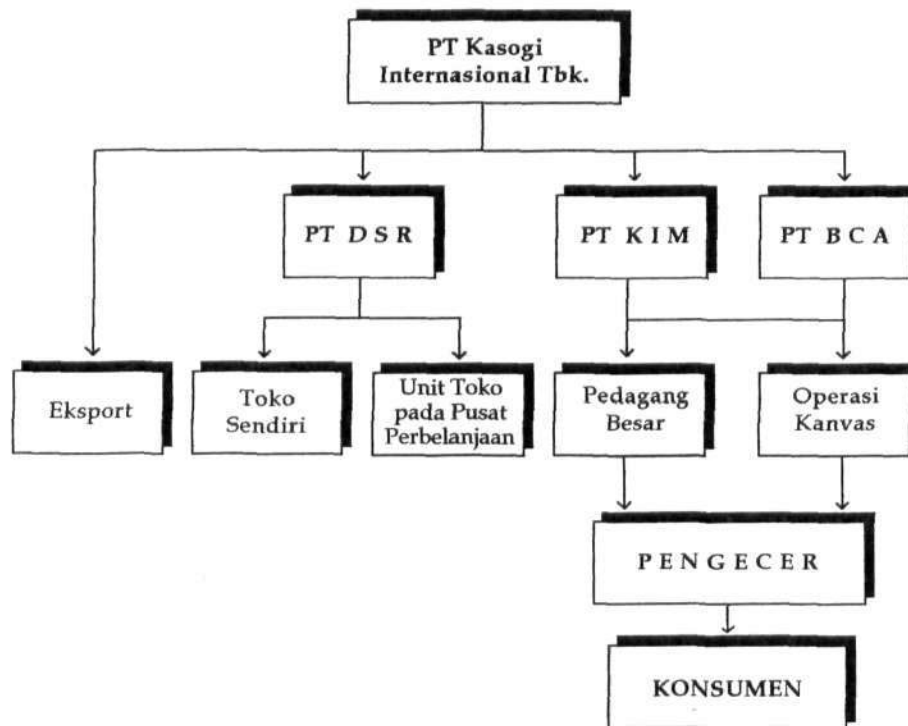 PT Kasogi
Internasional Tbk.
PT D S R
PT K I M
PT B C A
Eksport
Toko
Sendiri
Unit Toko
pada Pusat
Perbelanjaan
Pedagang
Besar
Operasi
Kanvas
P E N G E C E R
KONSUMEN